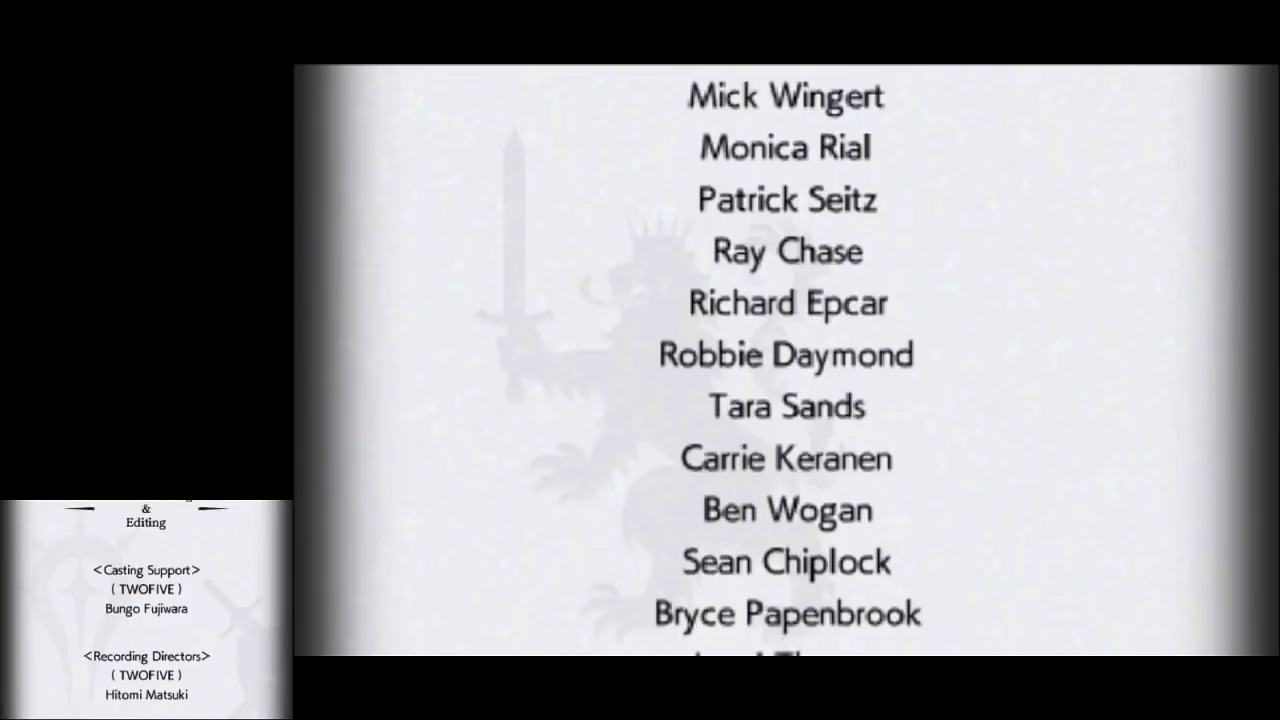 Mick Wingert
Monica Rial
Patrick Seitz
Ray Chase
Richard Epcar
Robbie Daymond
Tara Sands
Carrie Keranen
Ben Wogan
Sean Chiplock
Bryce Papenbrook
&
Editing
<Casting Support>
( TWOFIVE )
Bungo Fujiwara
<Recording Directors>
( TWOFIVE )
Hitomi Matsuki